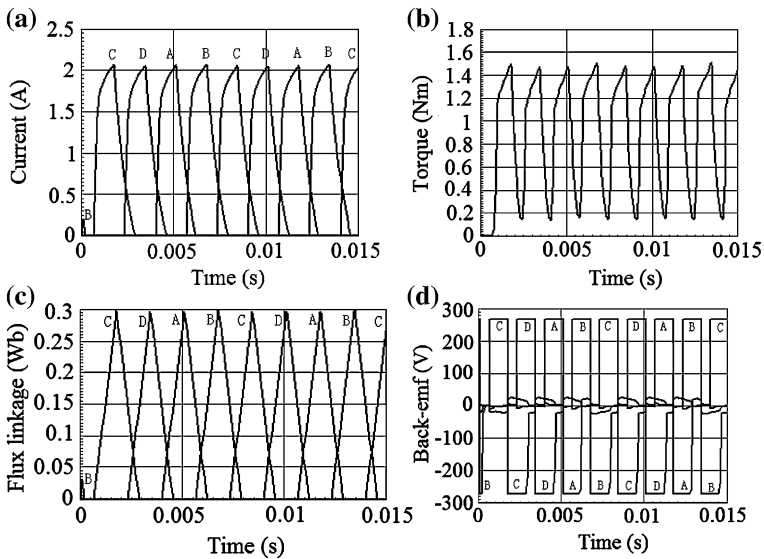 (a)
C D A B C D A B C
2
1.5
1
0.5
0
B
Current (A)
0 0.005 0.01 0.015
Time (s)
(b)
1.8
1.6
1.4
1.2
1.0
0.8
0.6
0.4
0.2
0
Torque (Nm)
0 0.005 0.01 0.015
Time (s)
(c)
0.3
0.25
0.2
0.15
0.1
0.05
0
C D A B C D A B C
B
Flux linkage (Wb)
0 0.005 0.01 0.015
Time (s)
(d)
300
200
100
0
-100
-200
-300
C D A B C D A B C
B C D A B C D A B
Back-emf (V)
0 0.005 0.01 0.015
Time (s)